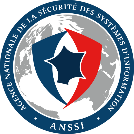 AGENCE NATIONALE DE LA SÉCURITÉ DES SYSTÈMES D'INFORMATION
ANSSI